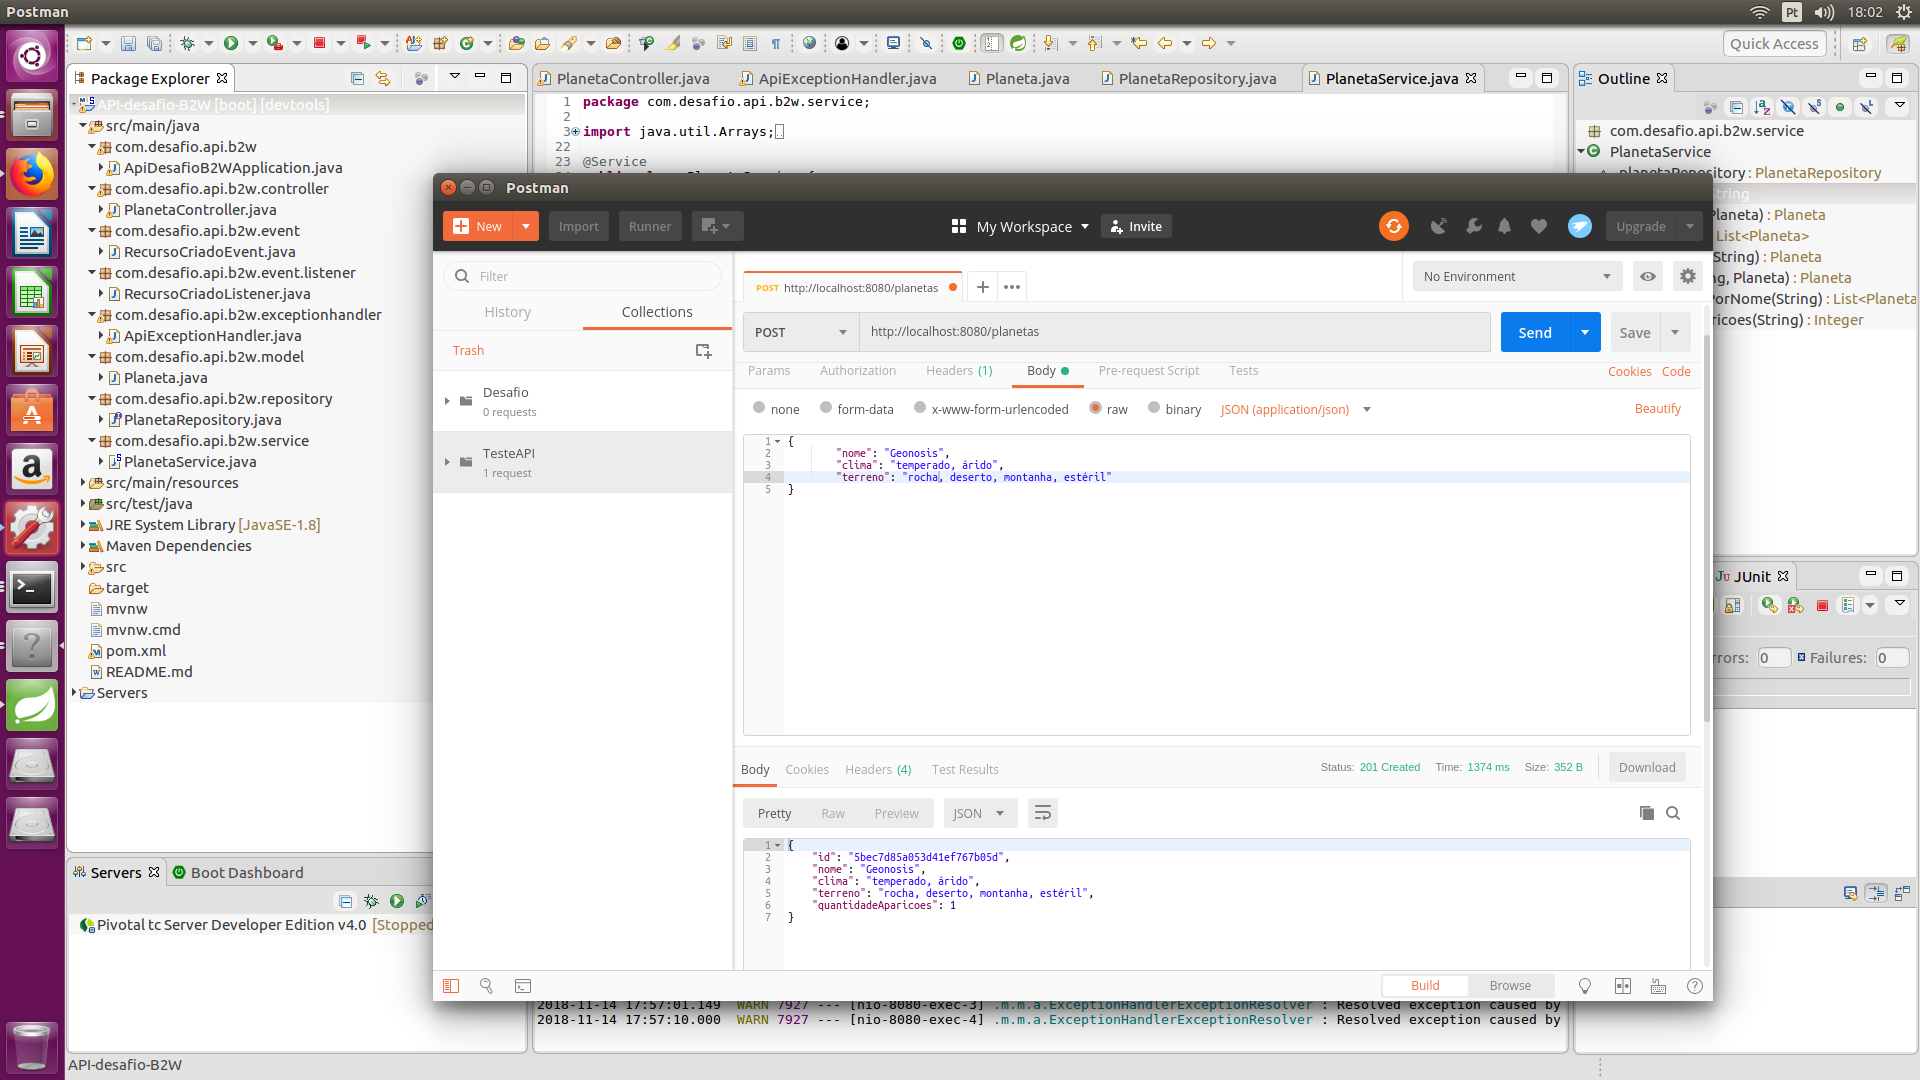 Postman
Pt
18:02
Quick Access
Package Explorer
API-desafio-B2W [boot] [devtools]
src/main/java
com.desafio.api.b2w
ApiDesafioB2WApplication.java
com.desafio.api.b2w.controller
PlanetaController.java
com.desafio.api.b2w.event
RecursoCriadoEvent.java
com.desafio.api.b2w.event.listener
RecursoCriadoListener.java
com.desafio.api.b2w.exceptionhandler
ApiExceptionHandler.java
com.desafio.api.b2w.model
Planeta.java
com.desafio.api.b2w.repository
PlanetaRepository.java
com.desafio.api.b2w.service
PlanetaService.java
src/main/resources
src/test/java
JRE System Library [JavaSE-1.8]
Maven Dependencies
src
target
mvnw
mvnw.cmd
pom.xml
README.md
Servers
PlanetaController.java
ApiExceptionHandler.java
Planeta.java
PlanetaRepository.java
PlanetaService.java
1 package com.desafio.api.b2w.service;
2
3 import java.util.Arrays;
22
23 @Service
Outline
com.desafio.api.b2w.service
PlanetaService
planetaRepository : PlanetaRepository
String
Planeta) : Planeta
List<Planeta>
(String) : Planeta
ng, Planeta) : Planeta
PorNome(String) : List<Planeta
ricoes(String) : Integer
JUnit
rrors: 0
Failures: 0
Postman
New
Import
Runner
My Workspace
Invite
Upgrade
Filter
History
Collections
Trash
Desafio
0 requests
TesteAPI
1 request
POST http://localhost:8080/planetas
No Environment
POST
http://localhost:8080/planetas
Send
Save
Params
Authorization
Headers (1)
Body
Pre-request Script
Tests
Cookies
Code
none
form-data
x-www-form-urlencoded
raw
binary
JSON (application/json)
Beautify
1 {
2 "nome": "Geonosis",
3 "clima": "temperado, árido",
4 "terreno": "rocha, deserto, montanha, estéril"
5 }
Body
Cookies
Headers (4)
Test Results
Status: 201 Created
Time: 1374 ms
Size: 352 B
Download
Pretty
Raw
Preview
JSON
1 {
2 "id": "5bec7d85a053d41ef767b05d",
3 "nome": "Geonosis",
4 "clima": "temperado, árido",
5 "terreno": "rocha, deserto, montanha, estéril",
6 "quantidadeAparicoes": 1
7 }
Build
Browse
Servers
Boot Dashboard
Pivotal tc Server Developer Edition v4.0 [Stopped
2018-11-14 17:57:01.149 WARN 7927 --- [nio-8080-exec-3] .m.m.a.ExceptionHandlerExceptionResolver : Resolved exception caused by
2018-11-14 17:57:10.000 WARN 7927 --- [nio-8080-exec-4] .m.m.a.ExceptionHandlerExceptionResolver : Resolved exception caused by
API-desafio-B2W